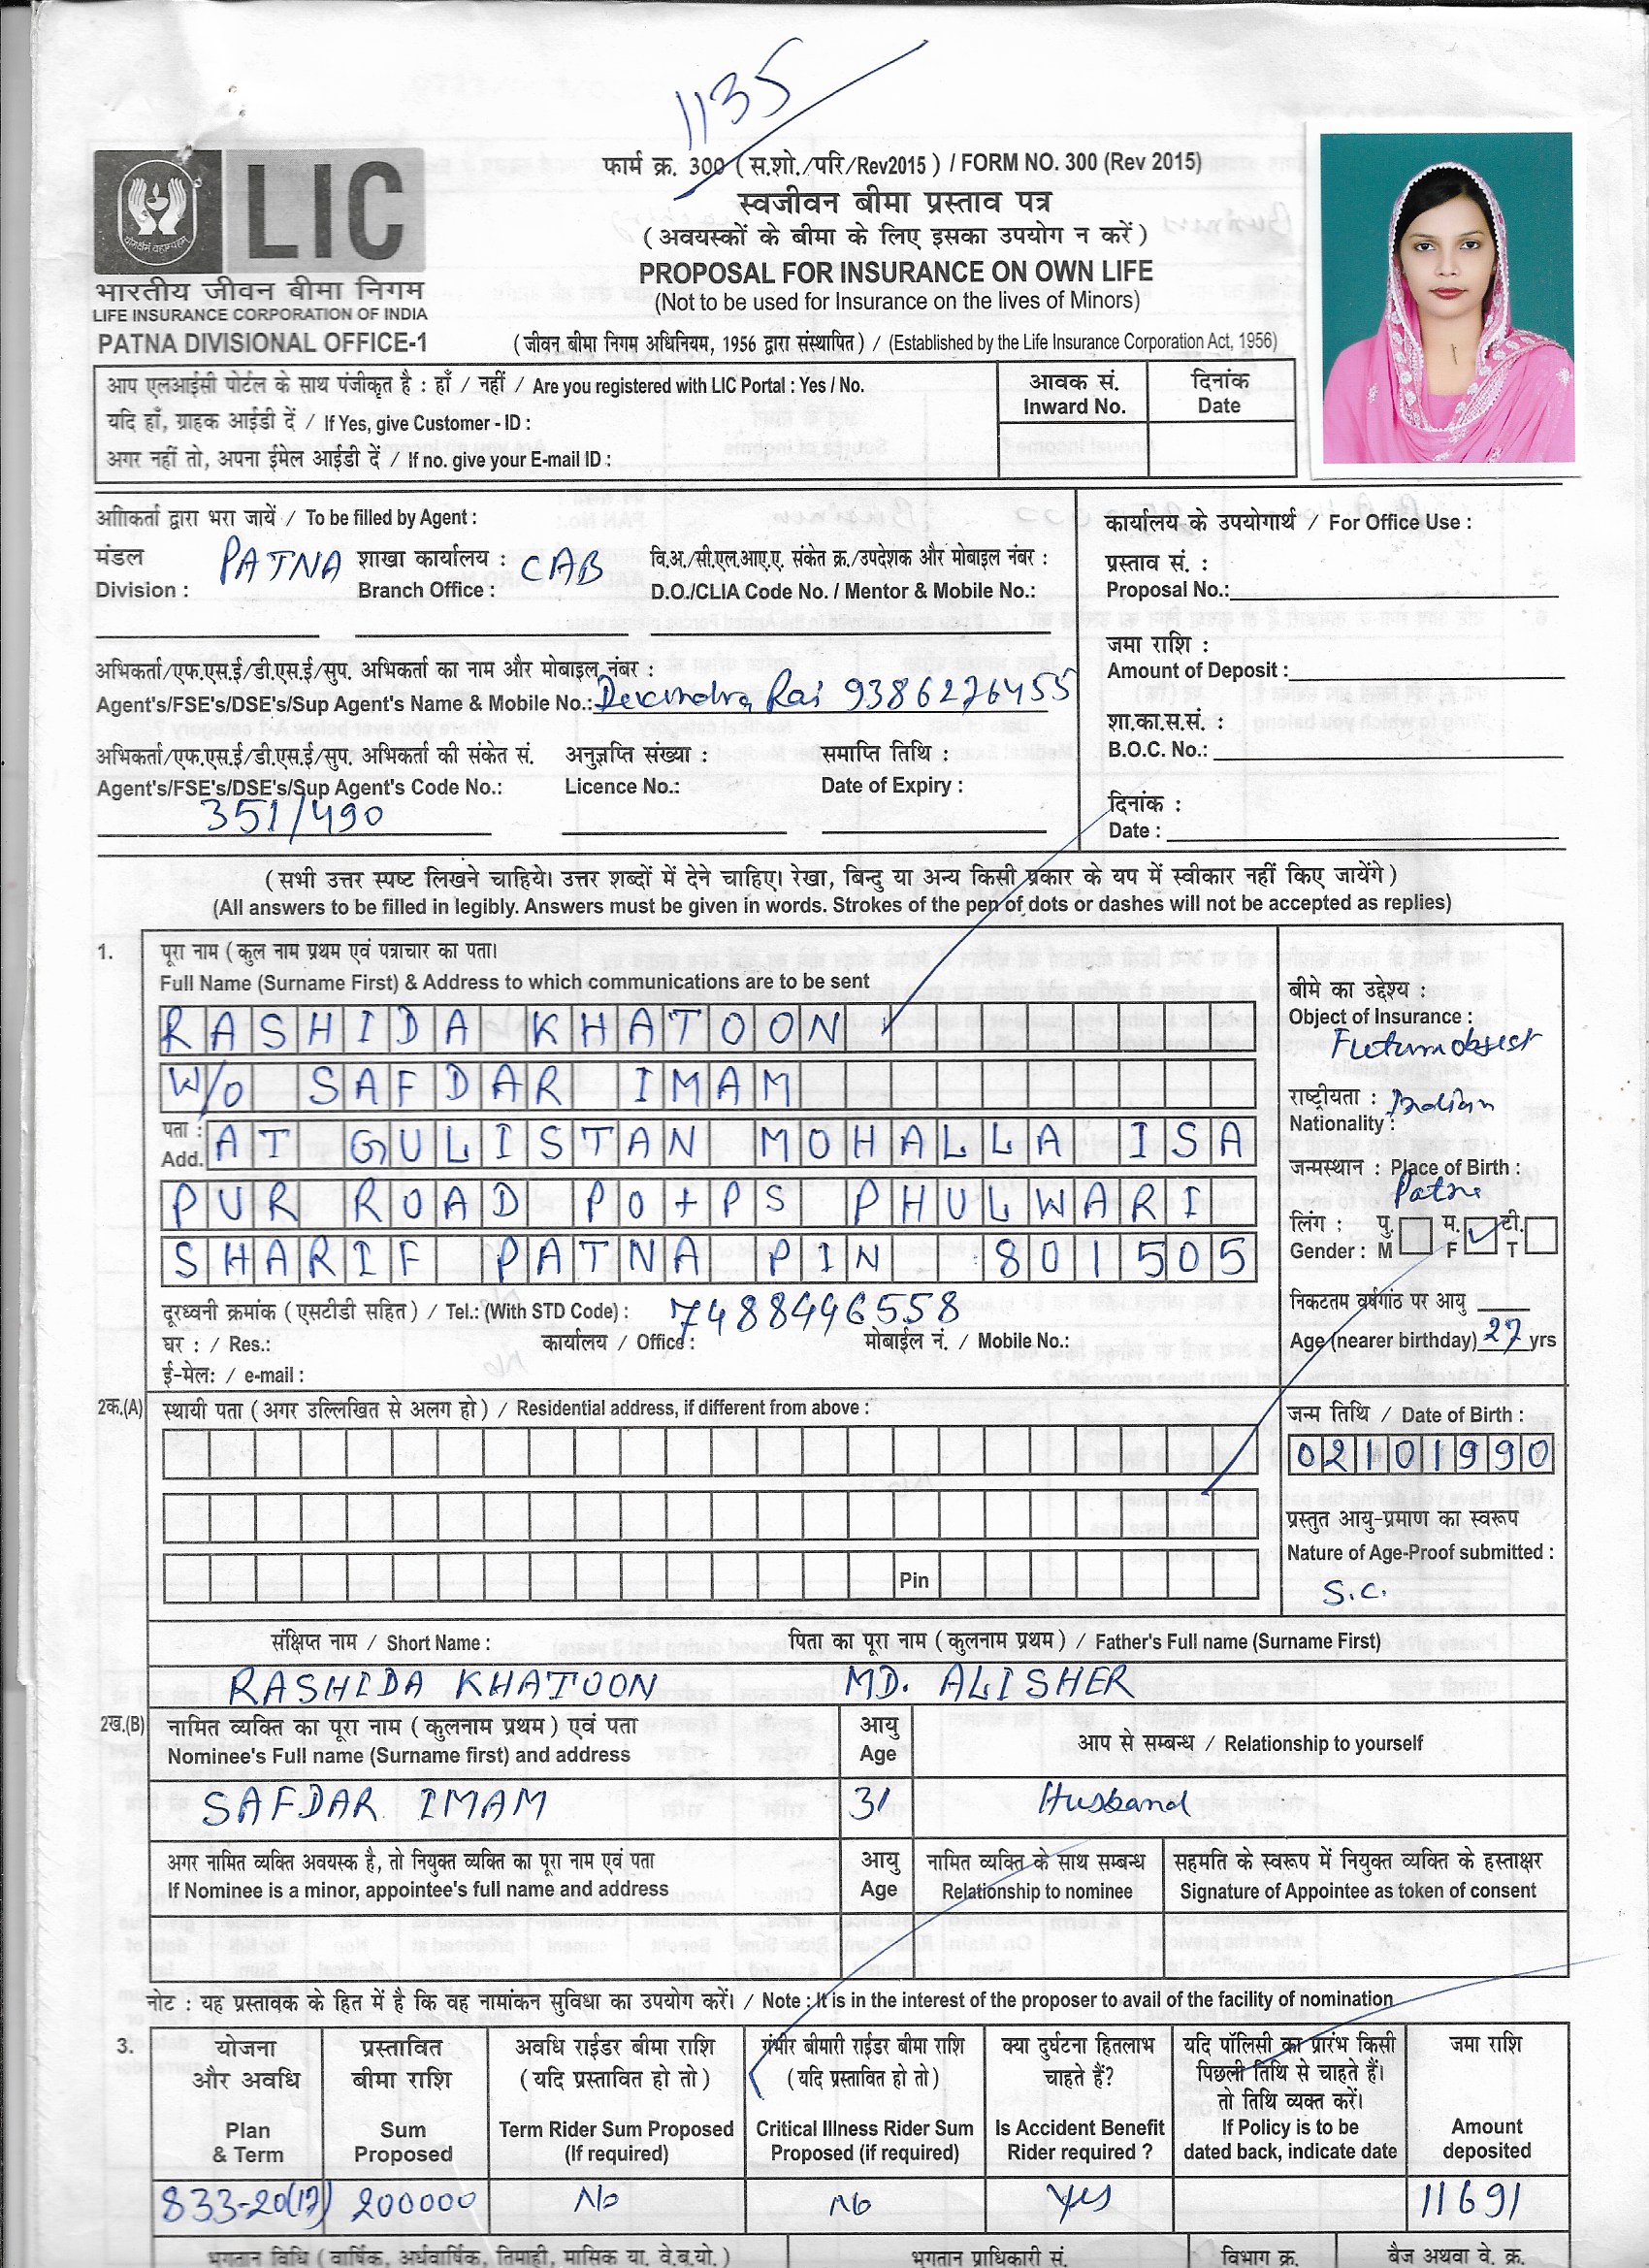 1135
फार्म क्र. 300 ( स.शो./परि/Rev2015 ) / FORM NO. 300 (Rev 2015)
स्वजीवन बीमा प्रस्ताव पत्र
( अवयस्कों के बीमा के लिए इसका उपयोग न करें )
PROPOSAL FOR INSURANCE ON OWN LIFE
(Not to be used for Insurance on the lives of Minors)
( जीवन बीमा निगम अधिनियम, 1956 द्वारा संस्थापित ) / (Established by the Life Insurance Corporation Act, 1956)
LIC
भारतीय जीवन बीमा निगम
LIFE INSURANCE CORPORATION OF INDIA
PATNA DIVISIONAL OFFICE-1
आप एलआईसी पोर्टल के साथ पंजीकृत है : हाँ / नहीं / Are you registered with LIC Portal : Yes / No.
यदि हाँ, ग्राहक आईडी दें / If Yes, give Customer - ID :
अगर नहीं तो, अपना ईमेल आईडी दें / If no. give your E-mail ID :
आवक सं. दिनांक
Inward No. Date
अाीकर्ता द्वारा भरा जायें / To be filled by Agent :
मंडल PATNA शाखा कार्यालय : CAB वि.अ./सी.एल.आए.ए. संकेत क्र./उपदेशक और मोबाइल नंबर :
Division : Branch Office : D.O./CLIA Code No. / Mentor & Mobile No.:
अभिकर्ता/एफ.एस.ई/डी.एस.ई/सुप. अभिकर्ता का नाम और मोबाइल नंबर :
Agent's/FSE's/DSE's/Sup Agent's Name & Mobile No.: Devendra Rai 9386276455
अभिकर्ता/एफ.एस.ई/डी.एस.ई/सुप. अभिकर्ता की संकेत सं. अनुज्ञप्ति संख्या : समाप्ति तिथि :
Agent's/FSE's/DSE's/Sup Agent's Code No.: Licence No.: Date of Expiry :
351/490
कार्यालय के उपयोगार्थ / For Office Use :
प्रस्ताव सं. :
Proposal No.:
जमा राशि :
Amount of Deposit :
शा.का.स.सं. :
B.O.C. No.:
दिनांक :
Date :
( सभी उत्तर स्पष्ट लिखने चाहिये। उत्तर शब्दों में देने चाहिए। रेखा, बिन्दु या अन्य किसी प्रकार के यप में स्वीकार नहीं किए जायेंगे )
(All answers to be filled in legibly. Answers must be given in words. Strokes of the pen of dots or dashes will not be accepted as replies)
1. पूरा नाम ( कुल नाम प्रथम एवं पत्राचार का पता।
Full Name (Surname First) & Address to which communications are to be sent
RASHIDA KHATOON
W/O SAFDAR IMAM
पता :
Add. AT GULISTAN MOHALLA ISA
PUR ROAD PO+PS PHULWARI
SHARIF PATNA PIN 801505
दूरध्वनी क्रमांक ( एसटीडी सहित ) / Tel.: (With STD Code) : 7488446558
घर : / Res.: कार्यालय / Office : मोबाईल नं. / Mobile No.:
ई-मेल: / e-mail :
बीमे का उद्देश्य :
Object of Insurance :
राष्ट्रीयता : Indian
Nationality :
जन्मस्थान : Place of Birth :
Patna
लिंग : पु. म. टी.
Gender : M F ✓ T
निकटतम वर्षगांठ पर आयु
Age (nearer birthday) 27 yrs
2क.(A) स्थायी पता ( अगर उल्लिखित से अलग हो ) / Residential address, if different from above :
Pin
जन्म तिथि / Date of Birth :
02101990
प्रस्तुत आयु-प्रमाण का स्वरूप
Nature of Age-Proof submitted :
S.C.
संक्षिप्त नाम / Short Name : पिता का पूरा नाम ( कुलनाम प्रथम ) / Father's Full name (Surname First)
RASHIDA KHATOON MD. ALISHER
2ख.(B) नामित व्यक्ति का पूरा नाम ( कुलनाम प्रथम ) एवं पता आयु आप से सम्बन्ध / Relationship to yourself
Nominee's Full name (Surname first) and address Age
SAFDAR IMAM 31 Husband
अगर नामित व्यक्ति अवयस्क है, तो नियुक्त व्यक्ति का पूरा नाम एवं पता आयु नामित व्यक्ति के साथ सम्बन्ध सहमति के स्वरूप में नियुक्त व्यक्ति के हस्ताक्षर
If Nominee is a minor, appointee's full name and address Age Relationship to nominee Signature of Appointee as token of consent
नोट : यह प्रस्तावक के हित में है कि वह नामांकन सुविधा का उपयोग करें। / Note : It is in the interest of the proposer to avail of the facility of nomination
3. योजना प्रस्तावित अवधि राईडर बीमा राशि गंभीर बीमारी राईडर बीमा राशि क्या दुर्घटना हितलाभ यदि पॉलिसी का प्रारंभ किसी जमा राशि
और अवधि बीमा राशि ( यदि प्रस्तावित हो तो ) ( यदि प्रस्तावित हो तो ) चाहते हैं? पिछली तिथि से चाहते हैं।
तो तिथि व्यक्त करें।
Plan Sum Term Rider Sum Proposed Critical Illness Rider Sum Is Accident Benefit If Policy is to be Amount
& Term Proposed (If required) Proposed (if required) Rider required ? dated back, indicate date deposited
833-20(17) 200000 No No Yes 11691
भुगतान विधि ( वार्षिक, अर्धवार्षिक, तिमाही, मासिक या. वे.ब.यो. ) भुगतान प्राधिकारी सं. विभाग क्र. बैज अथवा वे. क्र.